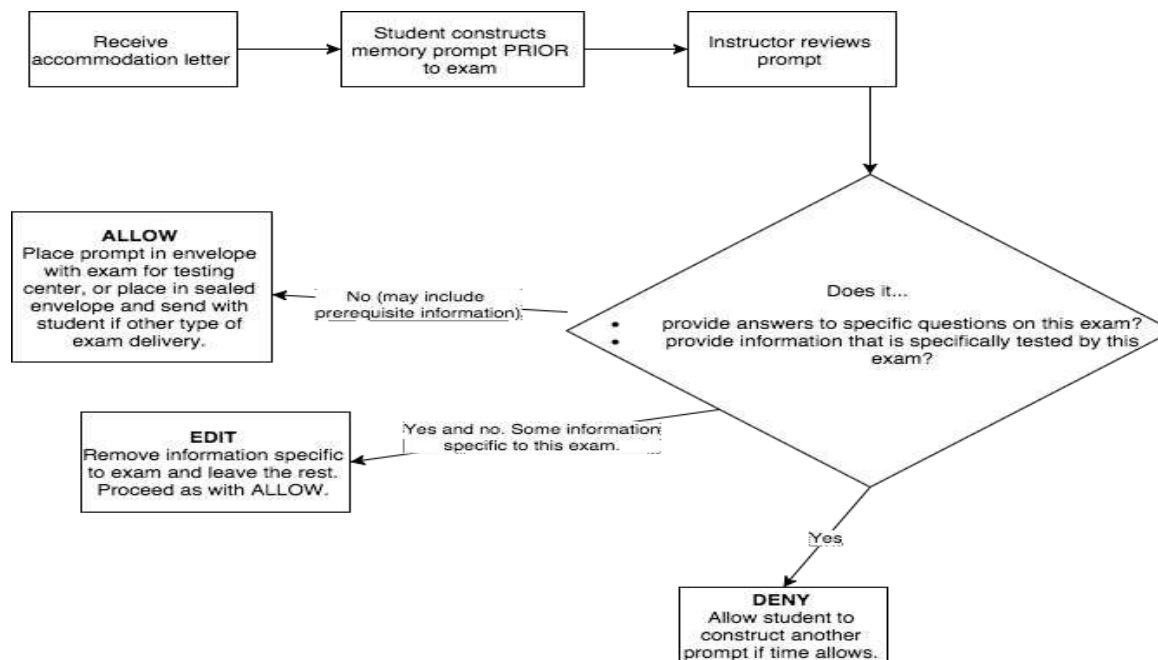 Receive
accommodation letter
Student constructs
memory prompt PRIOR
to exam
Instructor reviews
prompt
Does it...
• provide answers to specific questions on this exam?
• provide information that is specifically tested by this
exam?
ALLOW
Place prompt in envelope
with exam for testing
center, or place in sealed
envelope and send with
student if other type of
exam delivery.
No (may include
prerequisite information)
EDIT
Remove information specific
to exam and leave the rest.
Proceed as with ALLOW.
Yes and no. Some information
specific to this exam.
Yes
DENY
Allow student to
construct another
prompt if time allows.